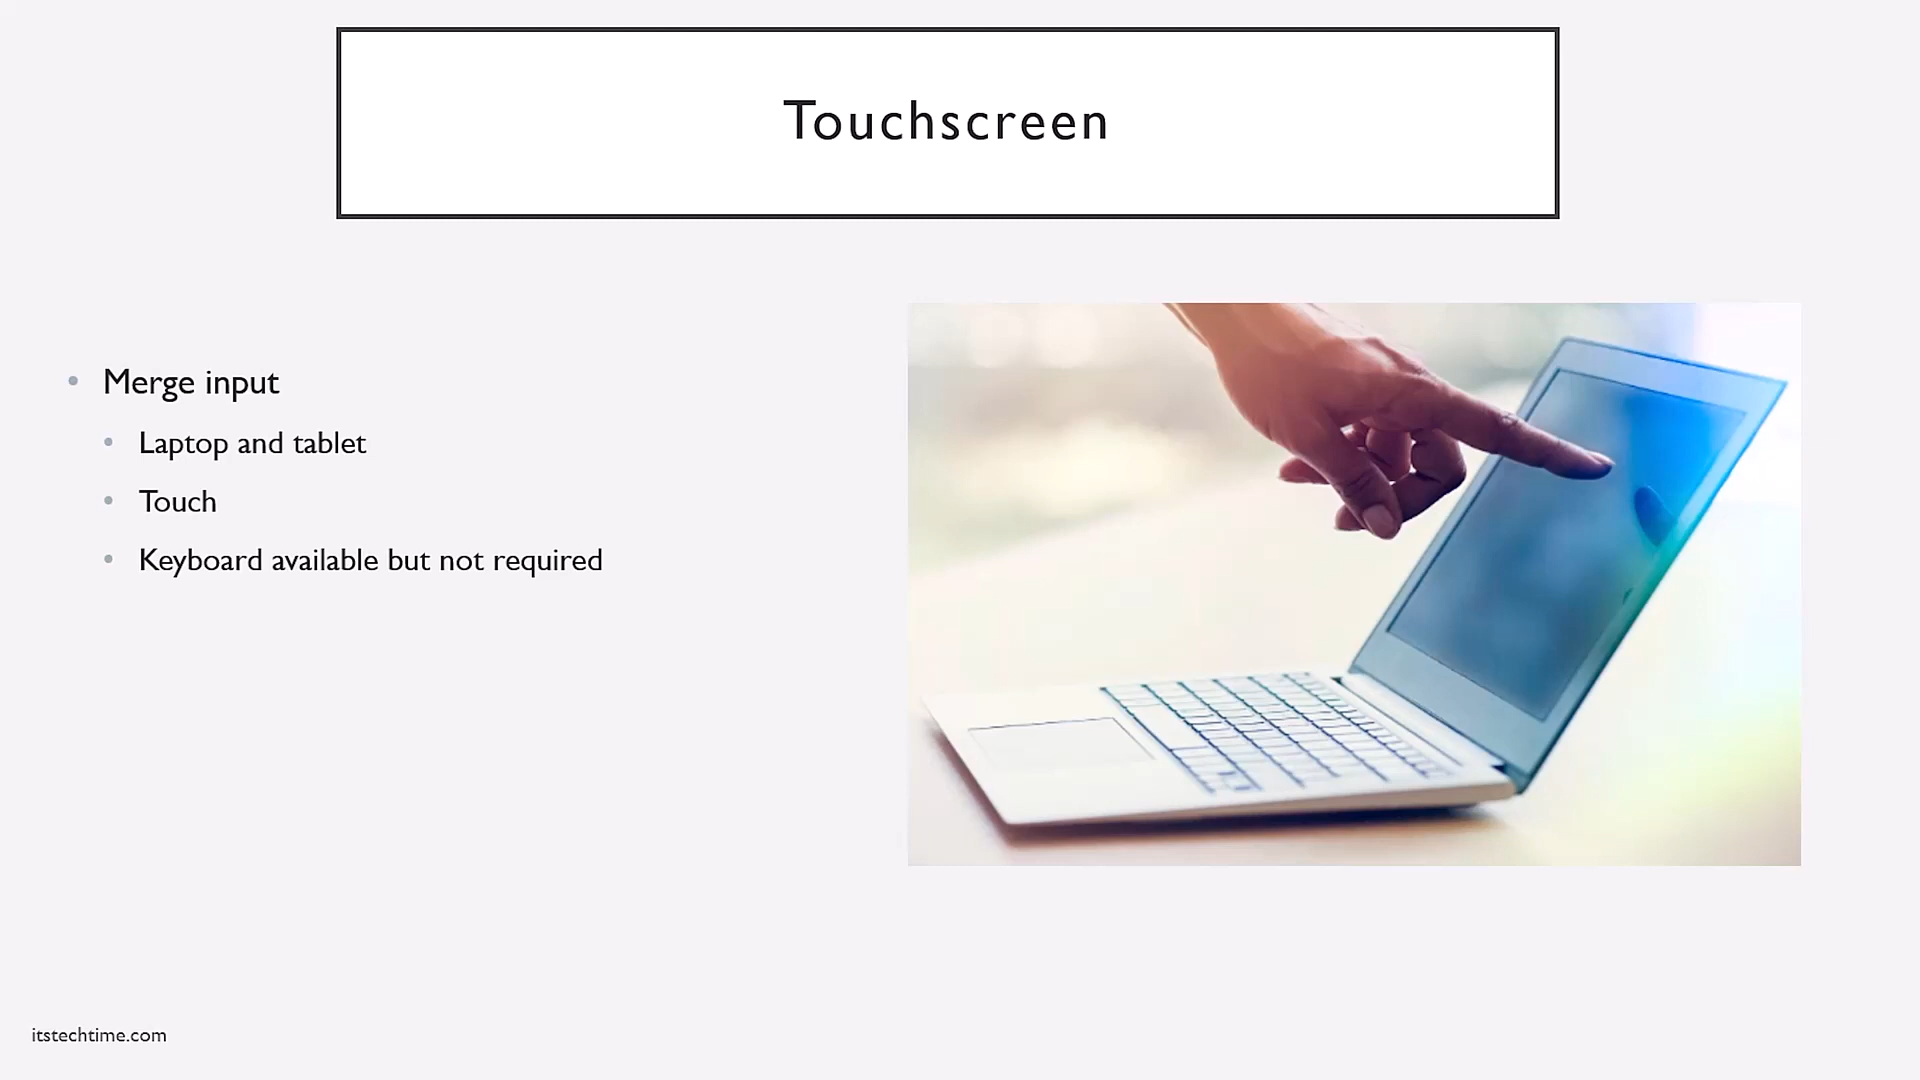 Touchscreen
Merge input
Laptop and tablet
Touch
Keyboard available but not required
itstechtime.com